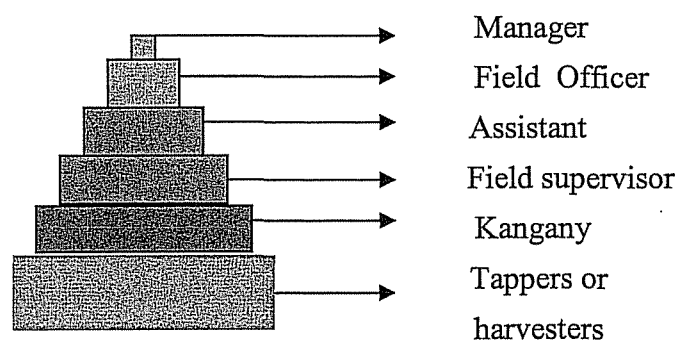 Manager
Field Officer
Assistant
Field supervisor
Kangany
Tappers or
harvesters